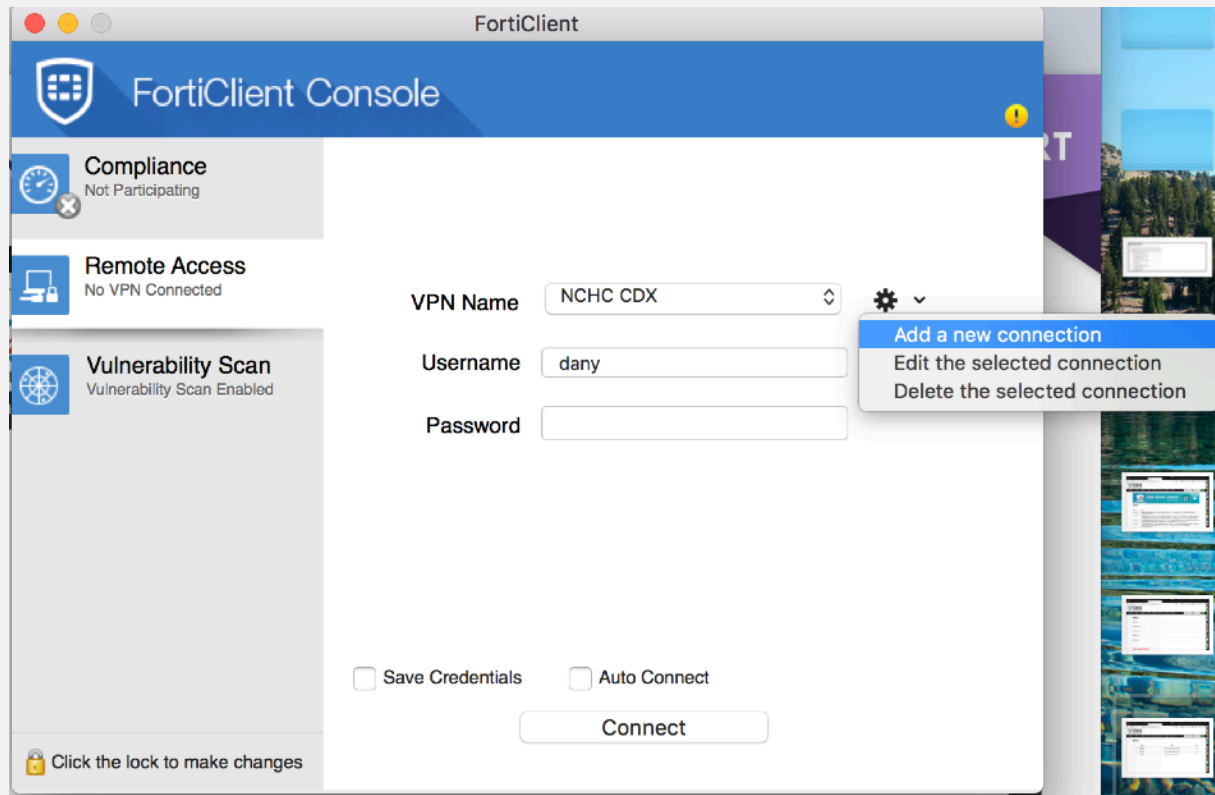 FortiClient
FortiClient Console
RT
Compliance
Not Participating
Remote Access
No VPN Connected
Vulnerability Scan
Vulnerability Scan Enabled
VPN Name NCHC CDX
Add a new connection
Edit the selected connection
Delete the selected connection
Username dany
Password
Save Credentials Auto Connect
Connect
Click the lock to make changes